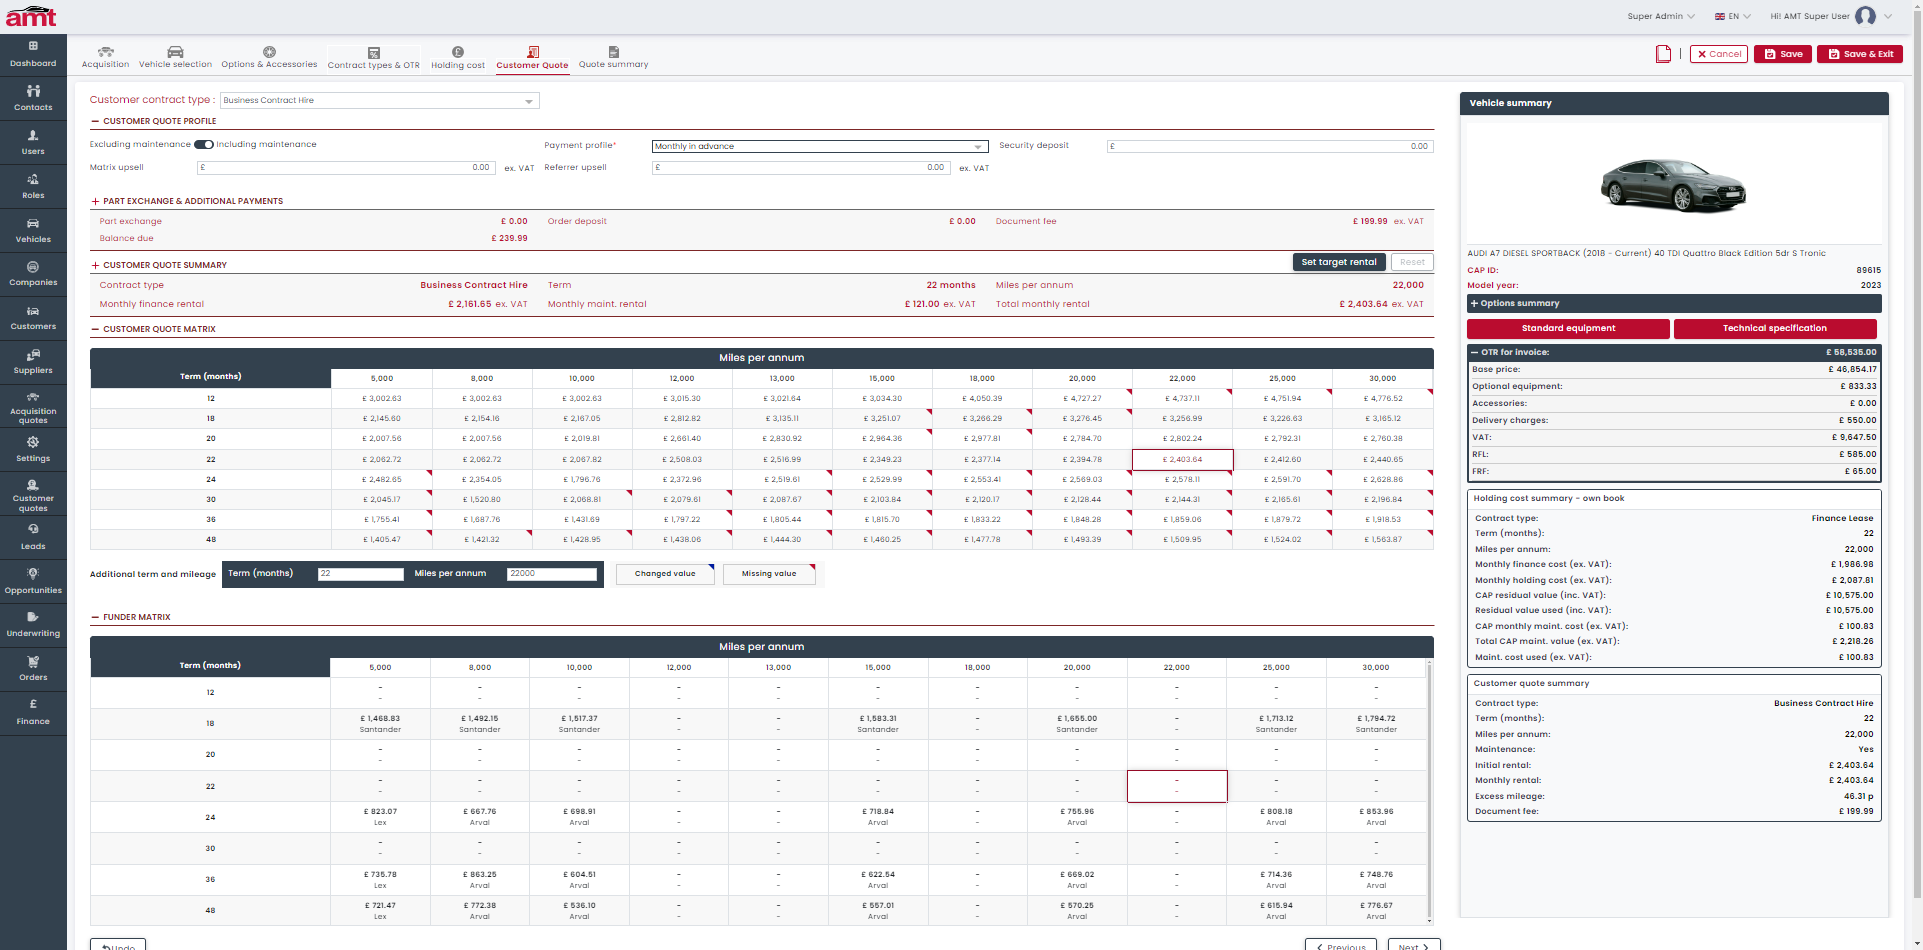 amt
Super Admin
EN
Hi! AMT Super User
Dashboard
Contacts
Users
Roles
Vehicles
Companies
Customers
Suppliers
Acquisition quotes
Settings
Customer quotes
Leads
Opportunities
Underwriting
Orders
Finance
Acquisition Vehicle selection Options & Accessories Contract types & OTR Holding cost Customer Quote Quote summary
Cancel Save Save & Exit
Customer contract type : Business Contract Hire
CUSTOMER QUOTE PROFILE
Excluding maintenance Including maintenance Payment profile* Monthly in advance Security deposit £ 0.00
Matrix upsell £ 0.00 ex. VAT Referrer upsell £ 0.00 ex. VAT
PART EXCHANGE & ADDITIONAL PAYMENTS
Part exchange £ 0.00 Order deposit £ 0.00 Document fee £ 199.99 ex. VAT
Balance due £ 239.99
CUSTOMER QUOTE SUMMARY Set target rental Reset
Contract type Business Contract Hire Term 22 months Miles per annum 22,000
Monthly finance rental £ 2,161.65 ex. VAT Monthly maint. rental £ 121.00 ex. VAT Total monthly rental £ 2,403.64 ex. VAT
CUSTOMER QUOTE MATRIX
Miles per annum
Term (months) 5,000 8,000 10,000 12,000 13,000 15,000 18,000 20,000 22,000 25,000 30,000
12 £ 3,002.63 £ 3,002.63 £ 3,002.63 £ 3,015.30 £ 3,021.64 £ 3,034.30 £ 4,050.39 £ 4,727.27 £ 4,737.11 £ 4,751.94 £ 4,776.52
18 £ 2,145.60 £ 2,154.16 £ 2,167.05 £ 2,812.82 £ 3,135.11 £ 3,251.07 £ 3,266.29 £ 3,276.45 £ 3,256.99 £ 3,226.63 £ 3,165.12
20 £ 2,007.56 £ 2,007.56 £ 2,019.81 £ 2,661.40 £ 2,830.92 £ 2,964.36 £ 2,977.81 £ 2,784.70 £ 2,802.24 £ 2,792.31 £ 2,760.38
22 £ 2,062.72 £ 2,062.72 £ 2,067.82 £ 2,508.03 £ 2,516.99 £ 2,349.23 £ 2,377.14 £ 2,394.78 £ 2,403.64 £ 2,412.60 £ 2,440.65
24 £ 2,482.65 £ 2,354.05 £ 1,796.76 £ 2,372.96 £ 2,519.61 £ 2,529.99 £ 2,553.41 £ 2,569.03 £ 2,578.11 £ 2,591.70 £ 2,628.86
30 £ 2,045.17 £ 1,520.80 £ 2,068.81 £ 2,079.61 £ 2,087.67 £ 2,103.84 £ 2,120.17 £ 2,128.44 £ 2,144.31 £ 2,165.61 £ 2,196.84
36 £ 1,755.41 £ 1,687.76 £ 1,431.69 £ 1,797.22 £ 1,805.44 £ 1,815.70 £ 1,833.22 £ 1,848.28 £ 1,859.06 £ 1,879.72 £ 1,918.53
48 £ 1,405.47 £ 1,421.32 £ 1,428.95 £ 1,438.06 £ 1,444.30 £ 1,460.25 £ 1,477.78 £ 1,493.39 £ 1,509.95 £ 1,524.02 £ 1,563.87
Additional term and mileage Term (months) 22 Miles per annum 22000 Changed value Missing value
FUNDER MATRIX
Miles per annum
Term (months) 5,000 8,000 10,000 12,000 13,000 15,000 18,000 20,000 22,000 25,000 30,000
12 - - - - - - - - - - -
- - - - - - - - - - -
18 £ 1,468.83 £ 1,492.15 £ 1,517.37 - - £ 1,583.31 - £ 1,655.00 - £ 1,713.12 £ 1,794.72
Santander Santander Santander - - Santander - Santander - Santander Santander
20 - - - - - - - - - - -
- - - - - - - - - - -
22 - - - - - - - - - - -
- - - - - - - - - - -
24 £ 823.07 £ 667.76 £ 698.91 - - £ 718.84 - £ 755.96 - £ 808.18 £ 853.96
Lex Arval Arval - - Arval - Arval - Arval Arval
30 - - - - - - - - - - -
- - - - - - - - - - -
36 £ 735.78 £ 863.25 £ 604.51 - - £ 622.54 - £ 669.02 - £ 714.36 £ 748.76
Lex Arval Arval - - Arval - Arval - Arval Arval
48 £ 721.47 £ 772.38 £ 536.10 - - £ 557.01 - £ 570.25 - £ 615.94 £ 776.67
Lex Arval Arval - - Arval - Arval - Arval Arval
Undo Previous Next
Vehicle summary
AUDI A7 DIESEL SPORTBACK (2018 - Current) 40 TDI Quattro Black Edition 5dr S Tronic
CAP ID: 89615
Model year: 2023
Options summary
Standard equipment Technical specification
OTR for invoice: £ 58,535.00
Base price: £ 46,854.17
Optional equipment: £ 833.33
Accessories: £ 0.00
Delivery charges: £ 550.00
VAT: £ 9,647.50
RFL: £ 585.00
FRF: £ 65.00
Holding cost summary - own book
Contract type: Finance Lease
Term (months): 22
Miles per annum: 22,000
Monthly finance cost (ex. VAT): £ 1,986.98
Monthly holding cost (ex. VAT): £ 2,087.81
CAP residual value (inc. VAT): £ 10,575.00
Residual value used (inc. VAT): £ 10,575.00
CAP monthly maint. cost (ex. VAT): £ 100.83
Total CAP maint. value (ex. VAT): £ 2,218.26
Maint. cost used (ex. VAT): £ 100.83
Customer quote summary
Contract type: Business Contract Hire
Term (months): 22
Miles per annum: 22,000
Maintenance: Yes
Initial rental: £ 2,403.64
Monthly rental: £ 2,403.64
Excess mileage: 46.31 p
Document fee: £ 199.99